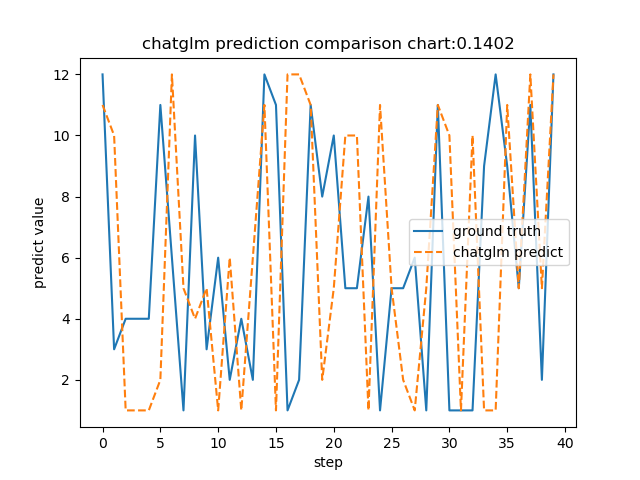 chatglm prediction comparison chart:0.1402
12
10
8
6
4
2
predict value
ground truth
chatglm predict
0 5 10 15 20 25 30 35 40
step